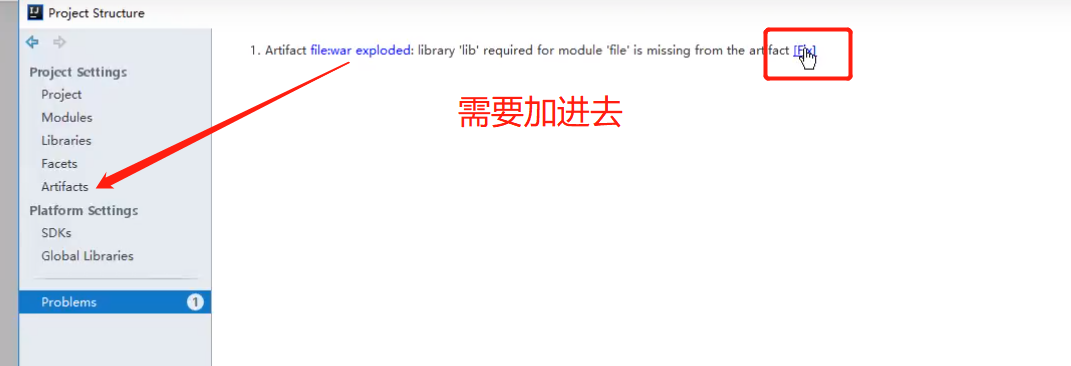 Project Structure
Project Settings
Project
Modules
Libraries
Facets
Artifacts
Platform Settings
SDKs
Global Libraries
Problems 1
1. Artifact file:war exploded: library 'lib' required for module 'file' is missing from the artifact
需要加进去